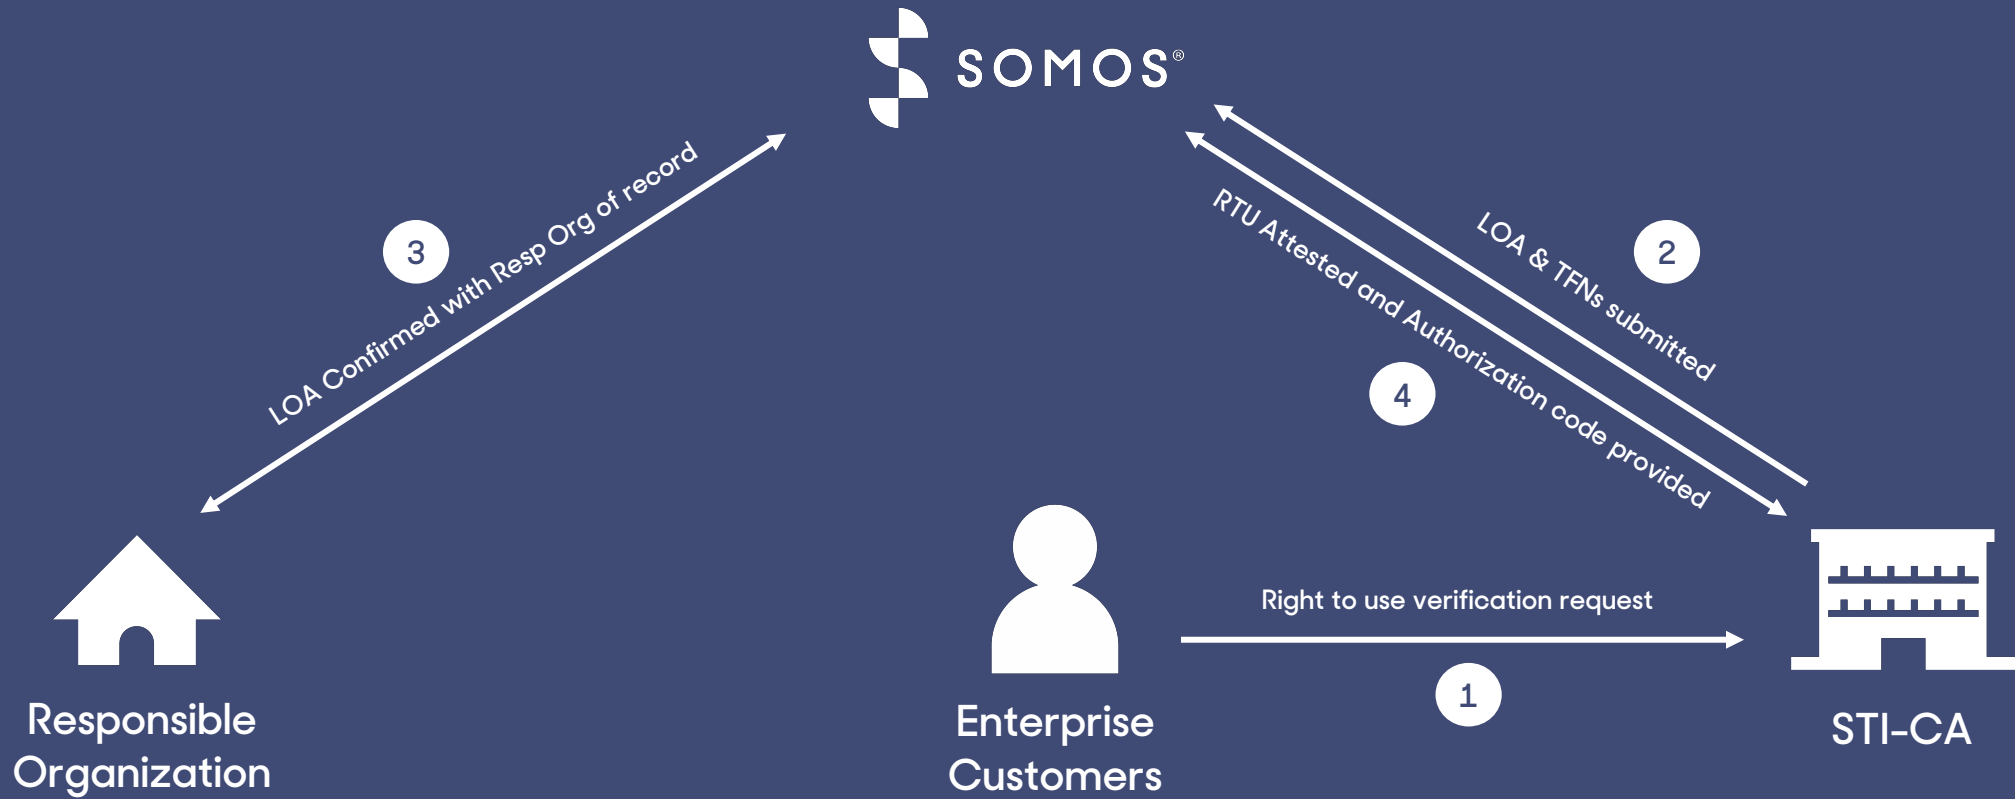 SOMOS®
LOA Confirmed with Resp Org of record
3
LOA & TFNs submitted
2
RTU Attested and Authorization code provided
4
Right to use verification request
1
Responsible
Organization
Enterprise
Customers
STI-CA